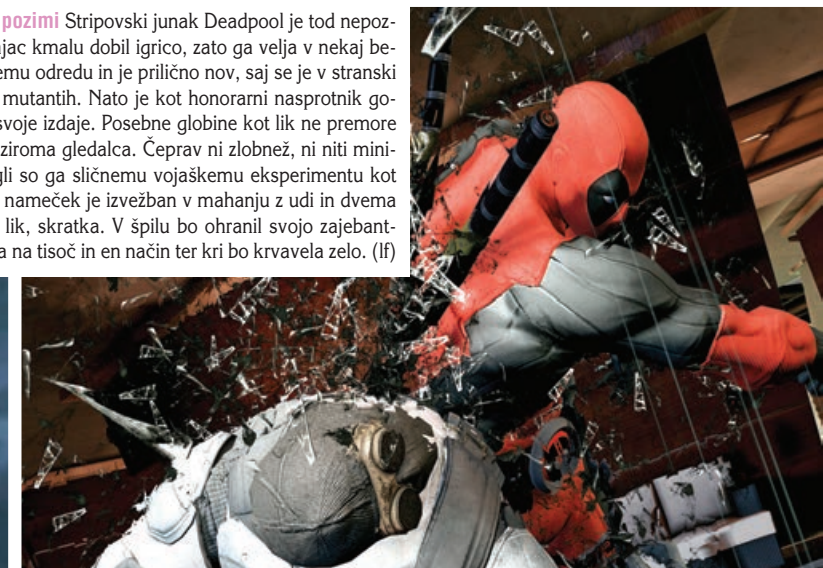 pozimi Stripovski junak Deadpool je tod nepoz-
jac kmalu dobil igrico, zato ga velja v nekaj be-
emu odredu in je prilično nov, saj se je v stranski
mutantih. Nato je kot honorarni nasprotnik go-
svoje izdaje. Posebne globine kot lik ne premore
ziroma gledalca. Čeprav ni zlobnež, ni niti mini-
gli so ga sličnemu vojaškemu eksperimentu kot
nameček je izvežban v mahanju z udi in dvema
lik, skratka. V špilu bo ohranil svojo zajebant-
a na tisoč in en način ter kri bo krvavela zelo. (lf)